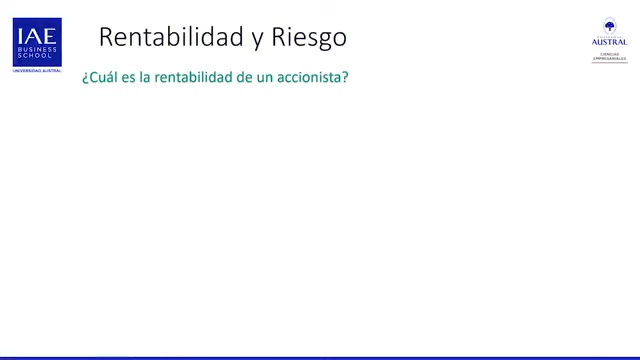 IAE
BUSINESS
SCHOOL
UNIVERSIDAD AUSTRAL
Rentabilidad y Riesgo
AUSTRAL
CIENCIAS
EMPRESARIALES
¿Cuál es la rentabilidad de un accionista?